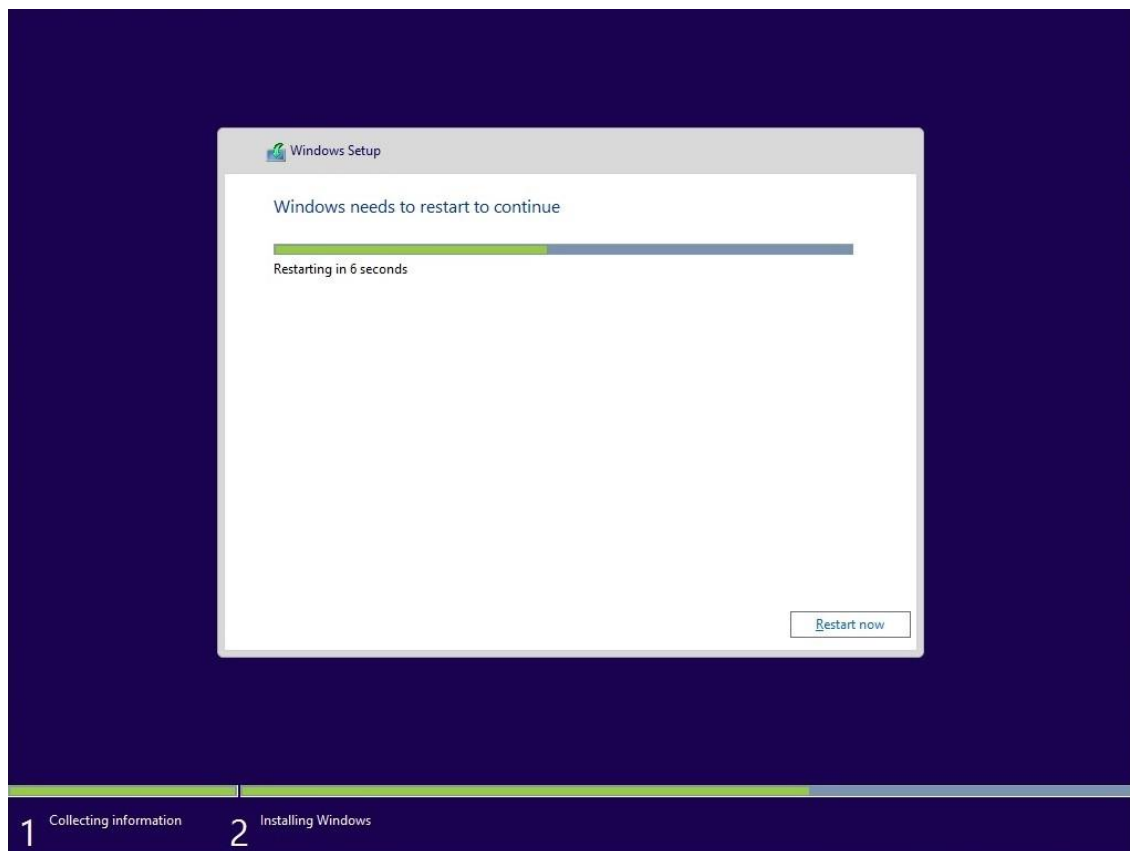 Windows Setup
Windows needs to restart to continue
Restarting in 6 seconds
Restart now
1 Collecting information
2 Installing Windows